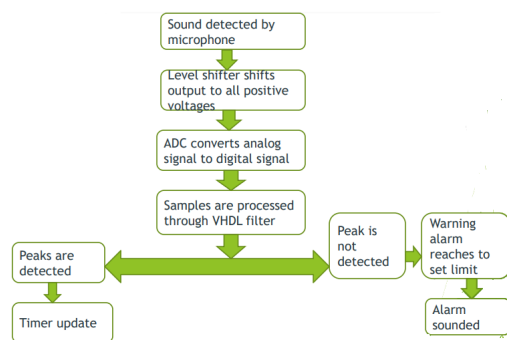 Sound detected by
microphone
Level shifter shifts
output to all positive
voltages
ADC converts analog
signal to digital signal
Samples are processed
through VHDL filter
Peaks are
detected
Timer update
Peak is
not
detected
Warning
alarm
reaches to
set limit
Alarm
sounded